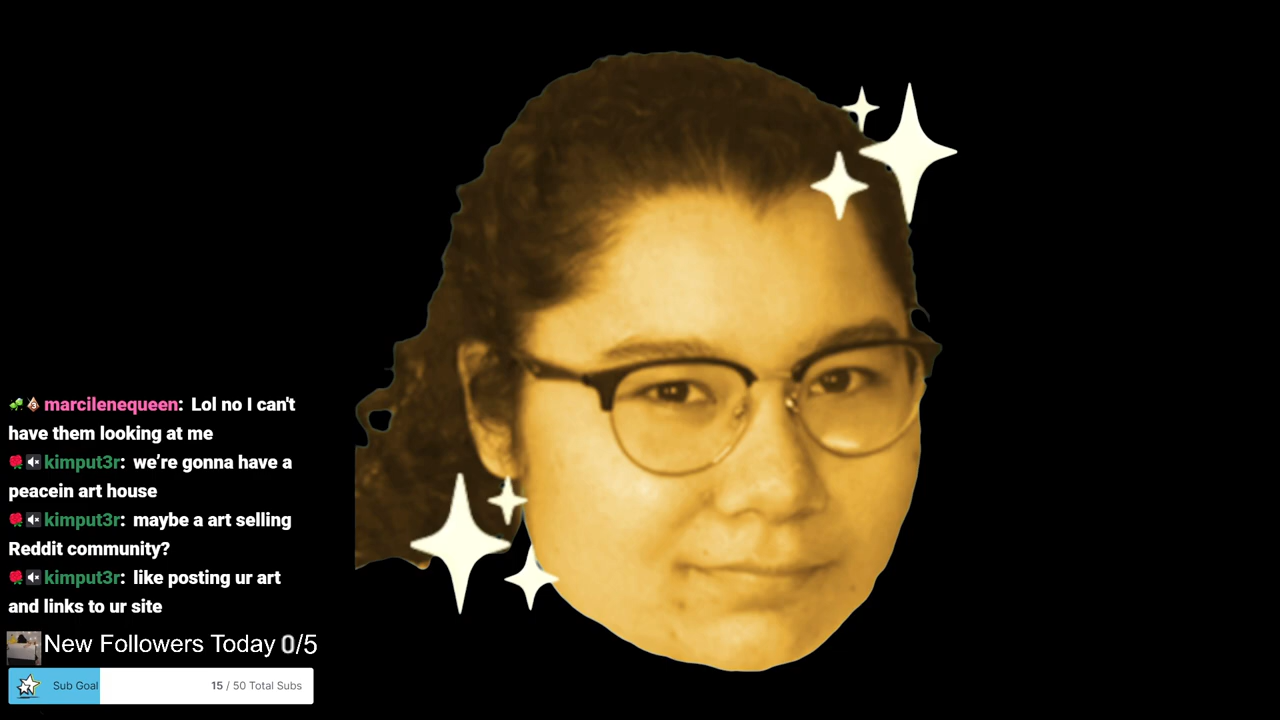 marcilenequeen: Lol no I can't
have them looking at me
kimput3r: we’re gonna have a
peacein art house
kimput3r: maybe a art selling
Reddit community?
kimput3r: like posting ur art
and links to ur site
New Followers Today 0/5
Sub Goal 15 / 50 Total Subs